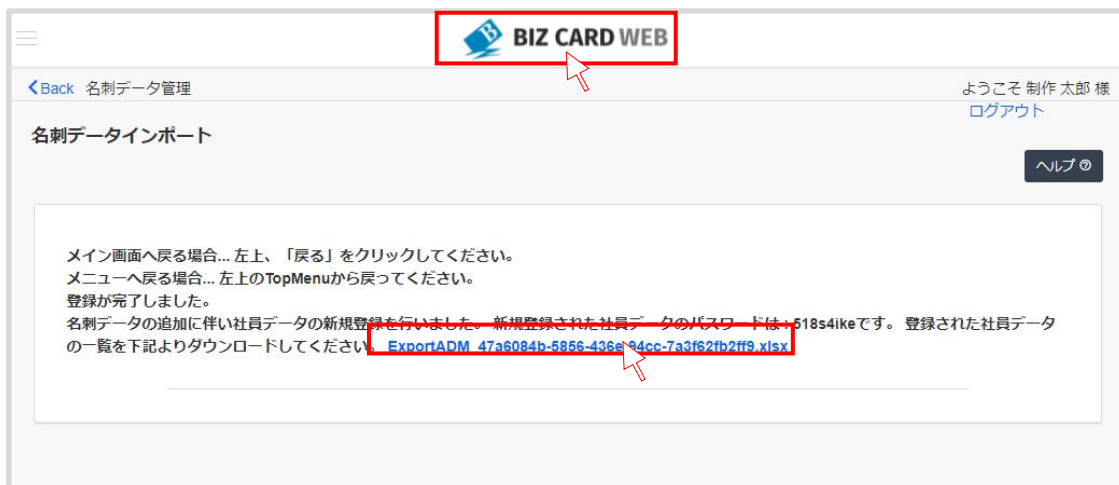 BIZ CARD WEB
Back 名刺データ管理
ようこそ 制作 太郎 様
ログアウト
名刺データインポート
ヘルプ
メイン画面へ戻る場合... 左上、「戻る」をクリックしてください。
メニューへ戻る場合... 左上のTopMenuから戻ってください。
登録が完了しました。
名刺データの追加に伴い社員データの新規登録を行いました。 新規登録された社員データのパスワードは : 518s4ikeです。 登録された社員データ
の一覧を下記よりダウンロードしてください。 ExportADM_47a6084b-5856-436e-94cc-7a3f62fb2ff9.xlsx